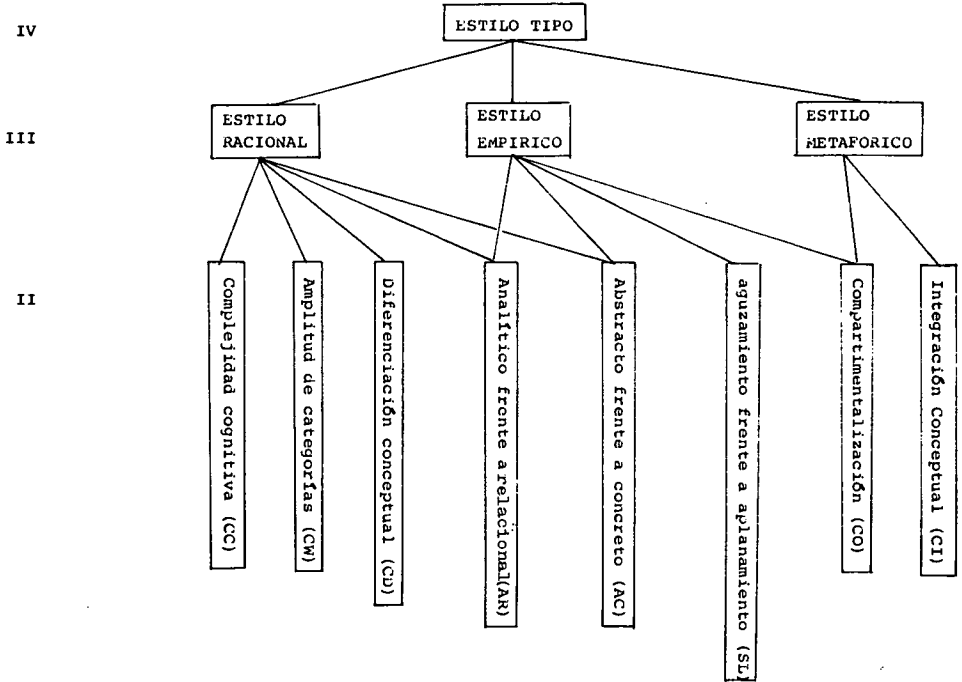 IV
ESTILO TIPO
III
ESTILO
RACIONAL
ESTILO
EMPIRICO
ESTILO
METAFORICO
II
Complejidad cognitiva (CC)
Amplitud de categorías (CW)
Diferenciación conceptual (CD)
Analítico frente a relacional(AR)
Abstracto frente a concreto (AC)
aguzamiento frente a aplanamiento (SL)
Compartimentalización (CO)
Integración Conceptual (CI)